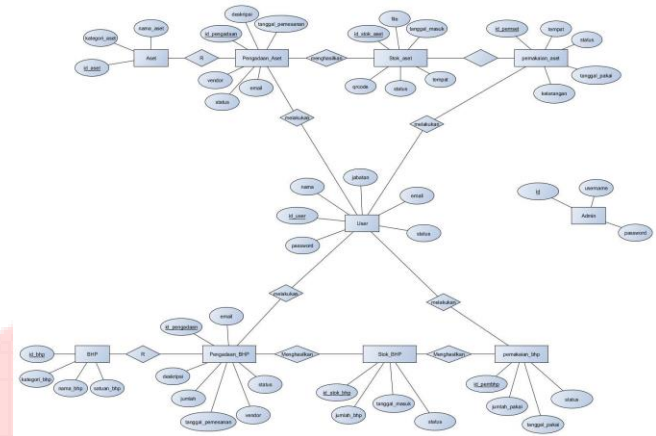 deskripsi
id_pengadaan
tanggal_pemesanan
nama_aset
kategori_aset
id_aset
Aset
R
Pengadaan_Aset
menghasilkan
vendor
status
email
file
id_stok_aset
tanggal_masuk
Stok_aset
qrcode
status
tempat
id_pemset
tempat
status
pemakaian_aset
tanggal_pakai
keterangan
melakukan
melakukan
jabatan
nama
email
id_user
User
status
password
id
username
Admin
password
melakukan
melakukan
email
id_pengadaan
id_bhp
BHP
R
Pengadaan_BHP
Menghasilkan
Stok_BHP
Menghasilkan
pemakaian_bhp
kategori_bhp
nama_bhp
satuan_bhp
deskripsi
jumlah
tanggal_pemesanan
vendor
status
id_stok_bhp
jumlah_bhp
tanggal_masuk
status
id_pembhp
jumlah_pakai
tanggal_pakai
status